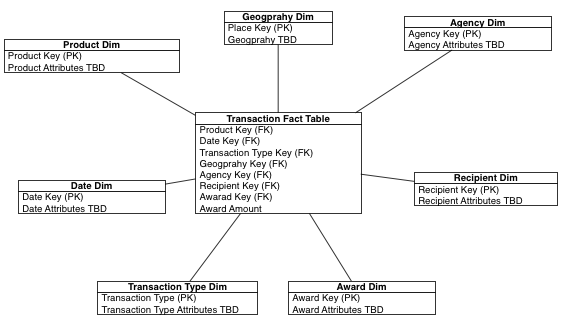 Geogprahy Dim
Place Key (PK)
Geogprahy TBD
Agency Dim
Agency Key (PK)
Agency Attributes TBD
Product Dim
Product Key (PK)
Product Attributes TBD
Transaction Fact Table
Product Key (FK)
Date Key (FK)
Transaction Type Key (FK)
Geogprahy Key (FK)
Agency Key (FK)
Recipient Key (FK)
Awarad Key (FK)
Award Amount
Date Dim
Date Key (PK)
Date Attributes TBD
Recipient Dim
Recipient Key (PK)
Recipient Attributes TBD
Transaction Type Dim
Transaction Type (PK)
Transaction Type Attributes TBD
Award Dim
Award Key (PK)
Award Attributes TBD